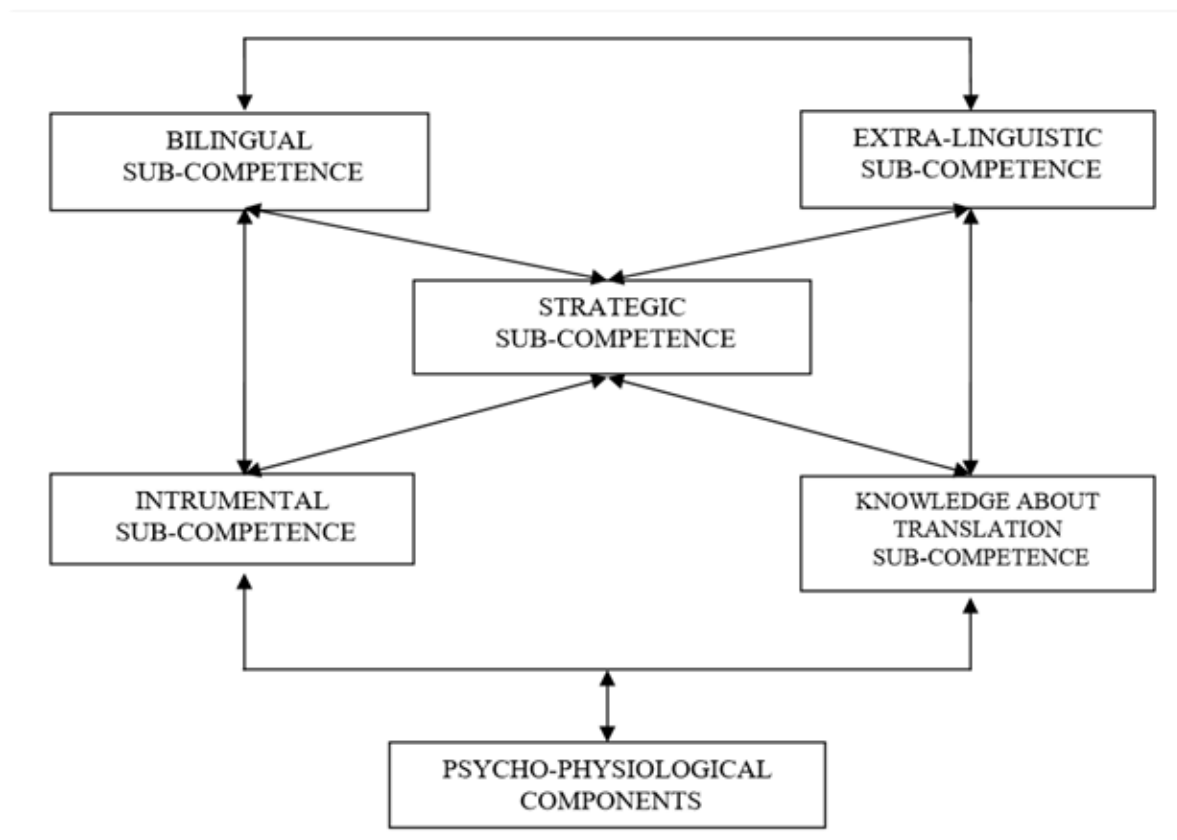 BILINGUAL
SUB-COMPETENCE
EXTRA-LINGUISTIC
SUB-COMPETENCE
STRATEGIC
SUB-COMPETENCE
INTRUMENTAL
SUB-COMPETENCE
KNOWLEDGE ABOUT
TRANSLATION
SUB-COMPETENCE
PSYCHO-PHYSIOLOGICAL
COMPONENTS